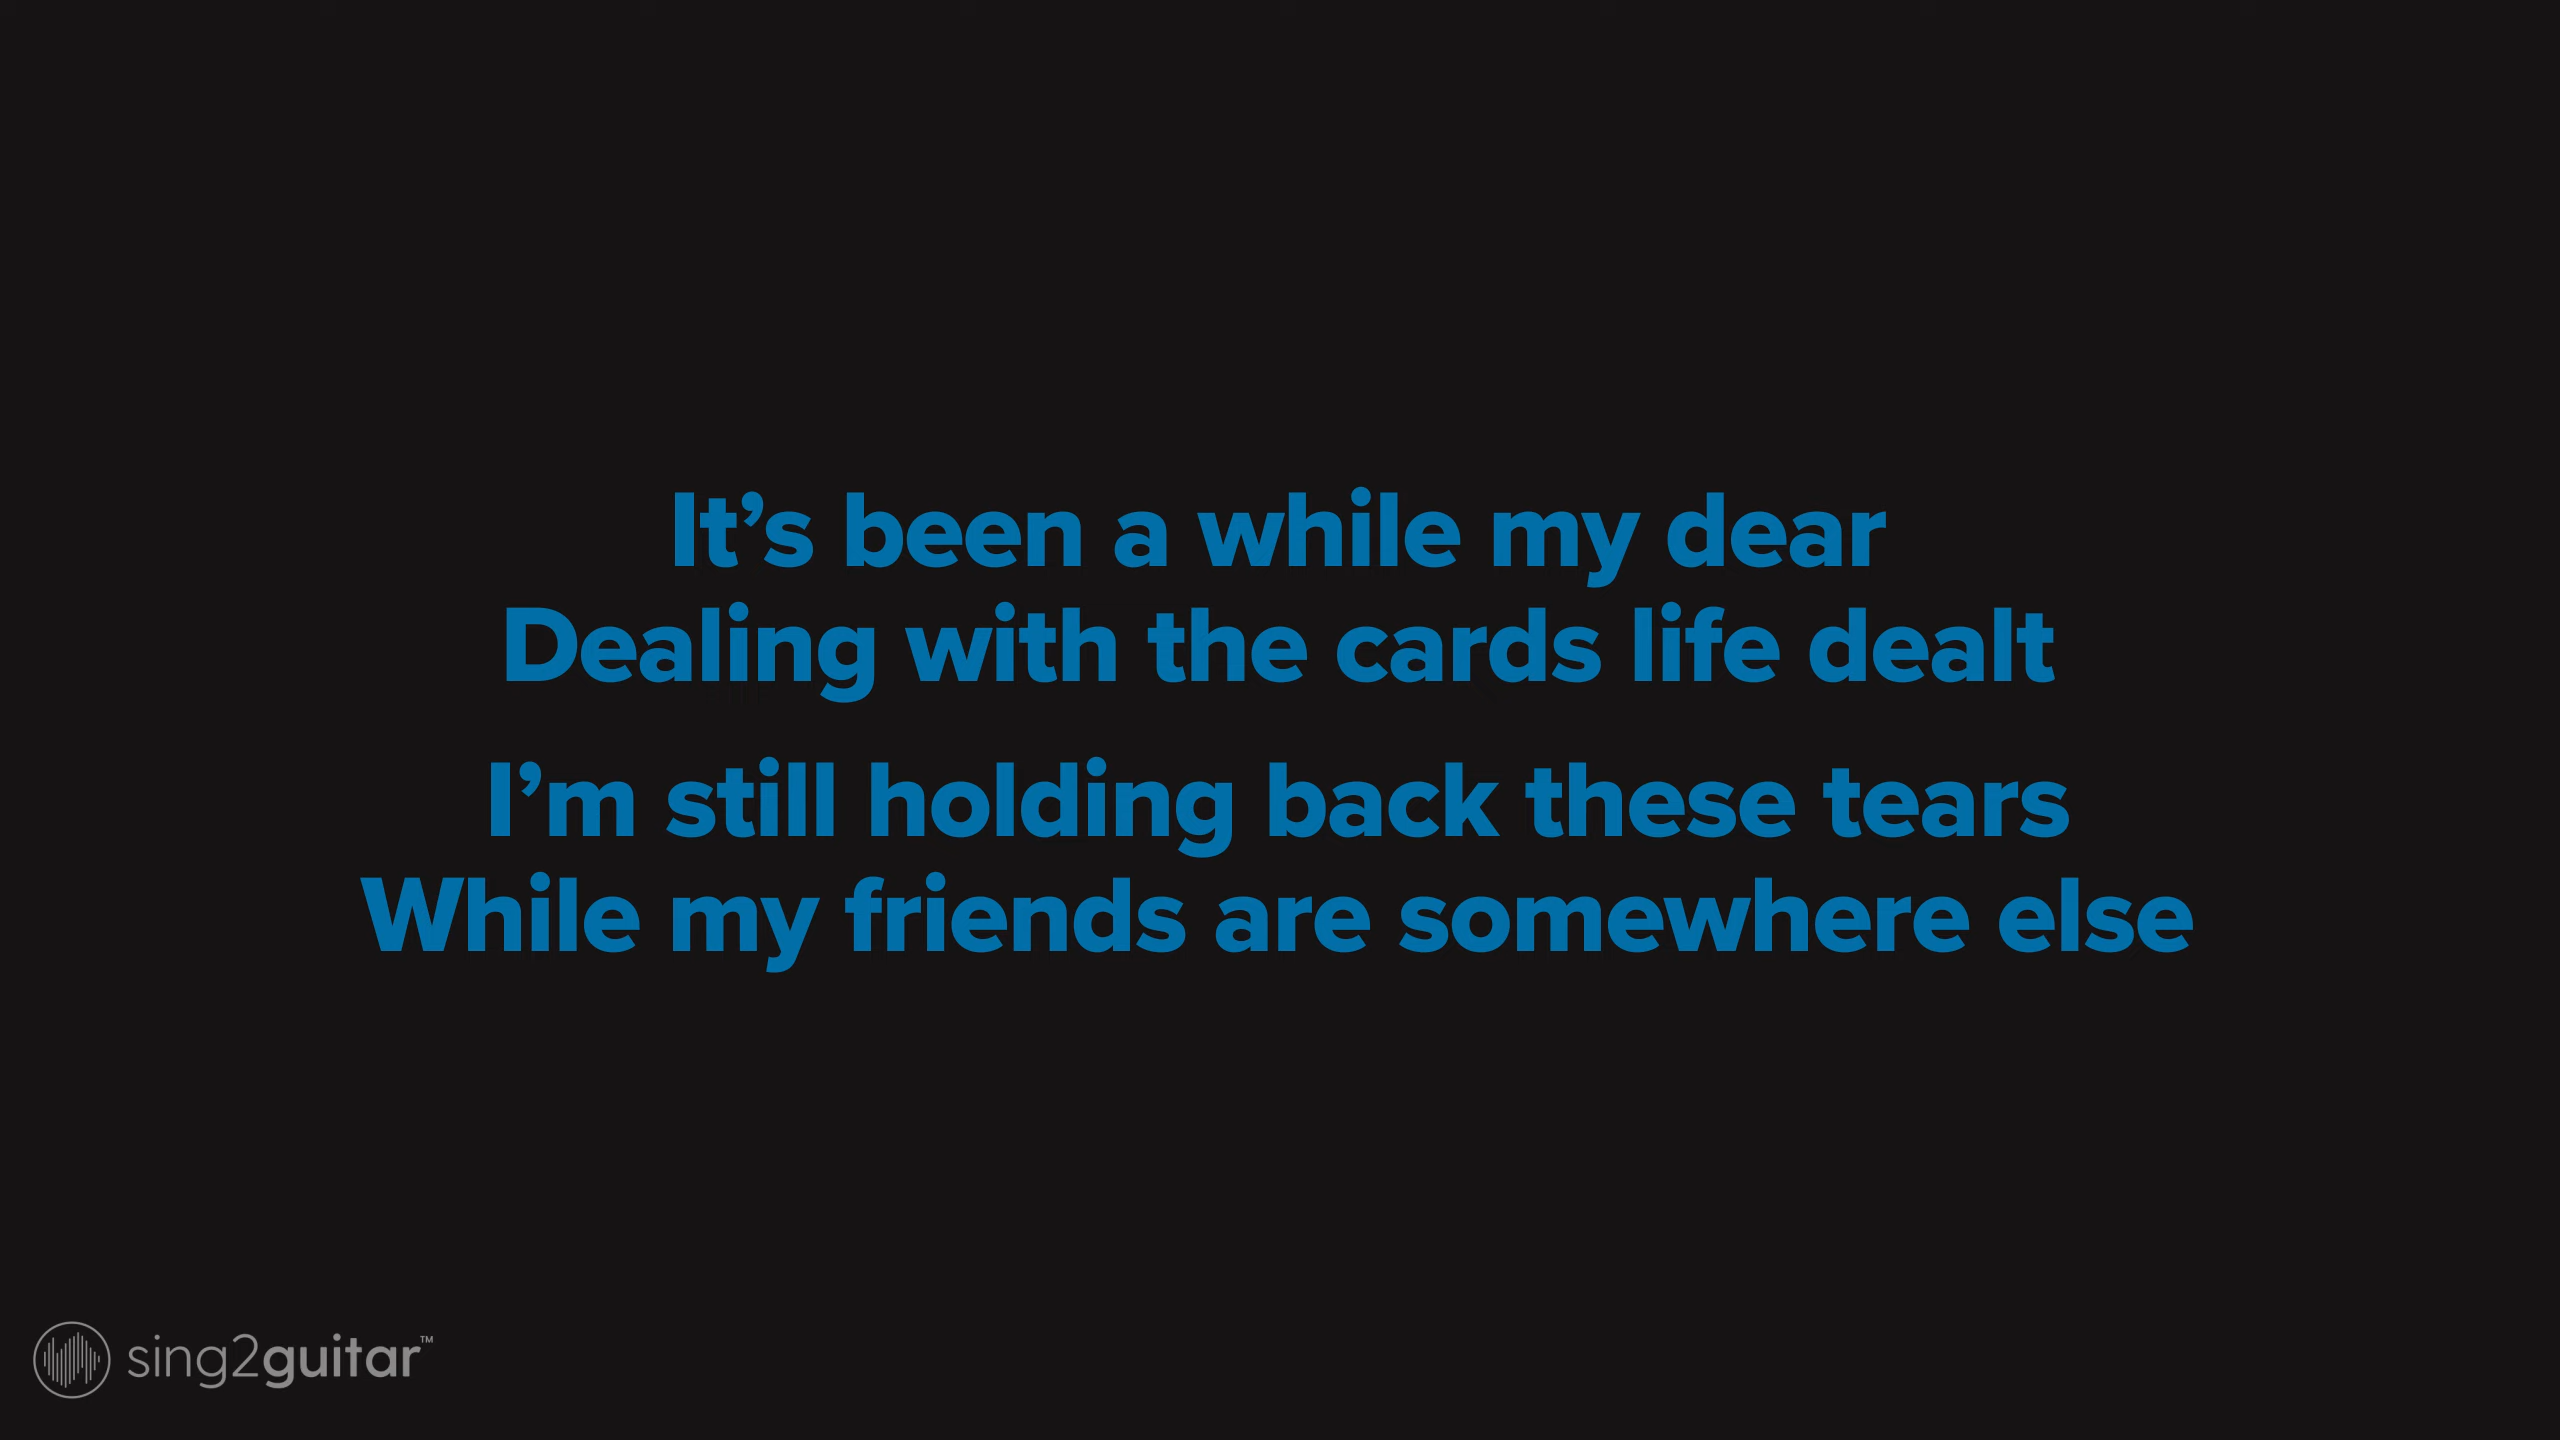 It’s been a while my dear
Dealing with the cards life dealt
I’m still holding back these tears
While my friends are somewhere else
sing2guitar™